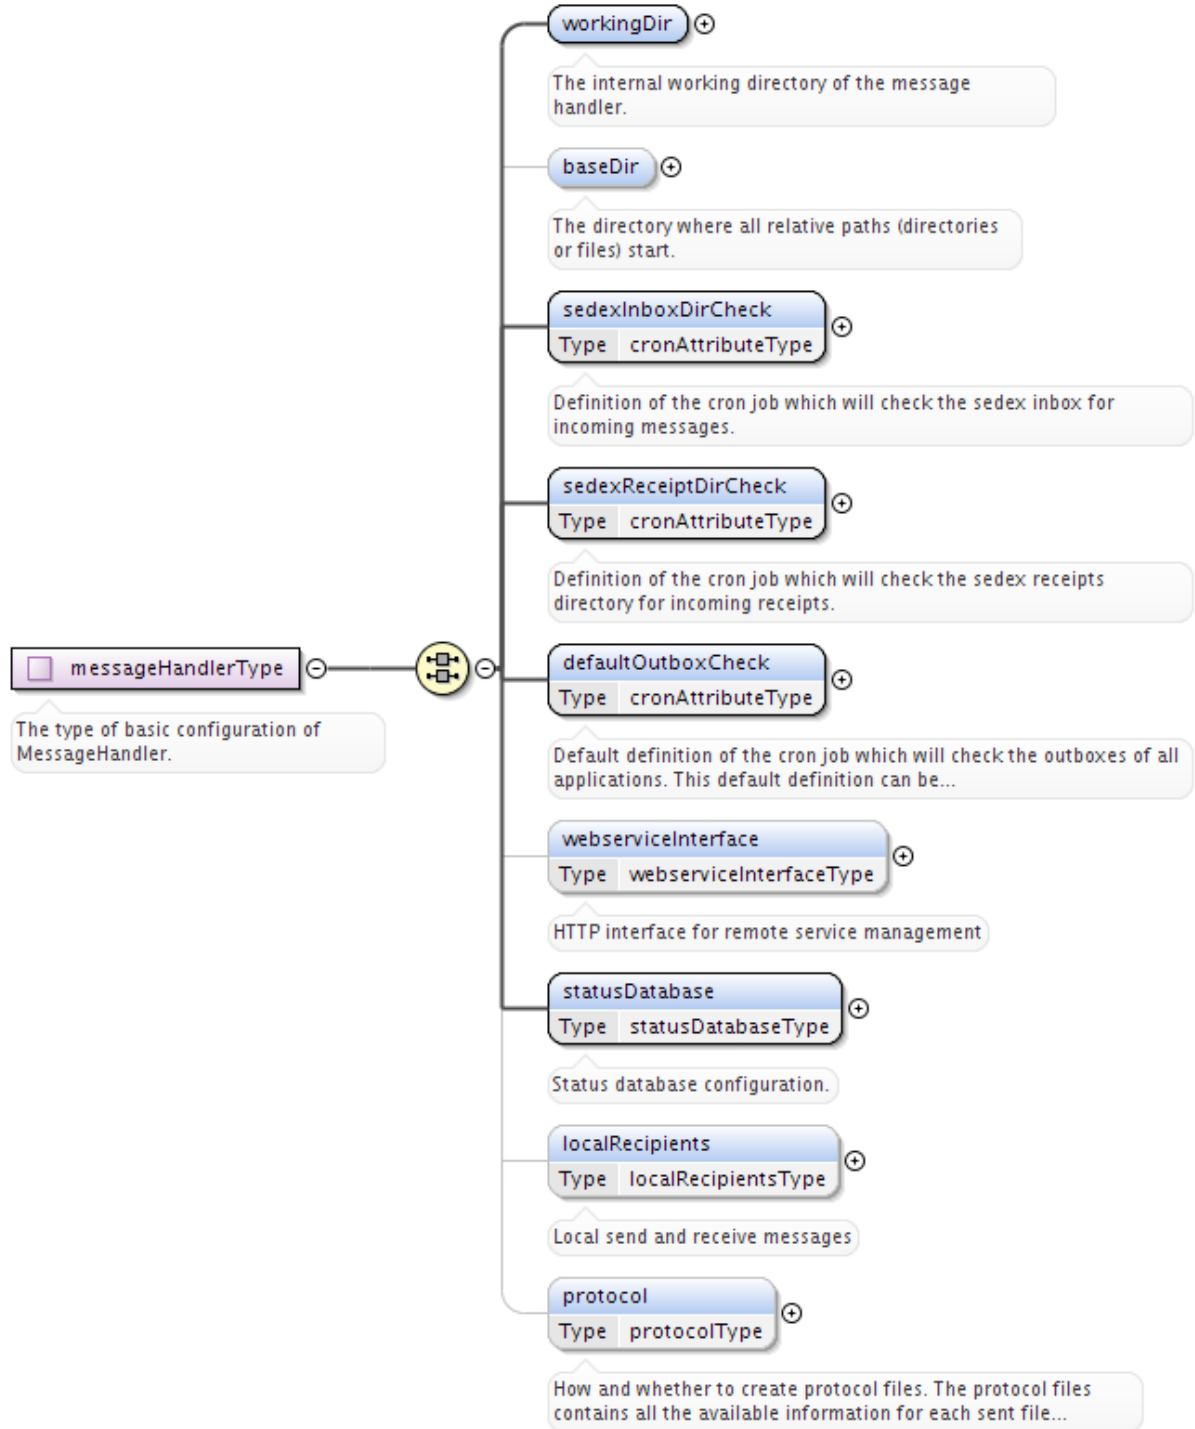 workingDir
The internal working directory of the message
handler.
baseDir
The directory where all relative paths (directories
or files) start.
sedexInboxDirCheck
Type cronAttributeType
Definition of the cron job which will check the sedex inbox for
incoming messages.
sedexReceiptDirCheck
Type cronAttributeType
Definition of the cron job which will check the sedex receipts
directory for incoming receipts.
messageHandlerType
The type of basic configuration of
MessageHandler.
defaultOutboxCheck
Type cronAttributeType
Default definition of the cron job which will check the outboxes of all
applications. This default definition can be...
webserviceInterface
Type webserviceInterfaceType
HTTP interface for remote service management
statusDatabase
Type statusDatabaseType
Status database configuration.
localRecipients
Type localRecipientsType
Local send and receive messages
protocol
Type protocolType
How and whether to create protocol files. The protocol files
contains all the available information for each sent file...